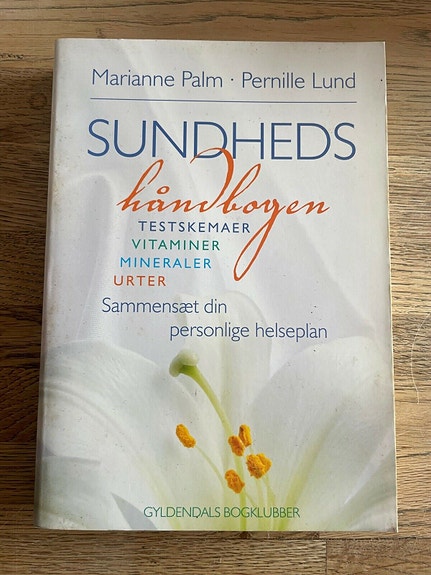 Marianne Palm · Pernille Lund
SUNDHEDS
håndbogen
TESTSKEMAER
VITAMINER
MINERALER
URTER
Sammensæt din
personlige helseplan
GYLDENDALS BOGKLUBBER